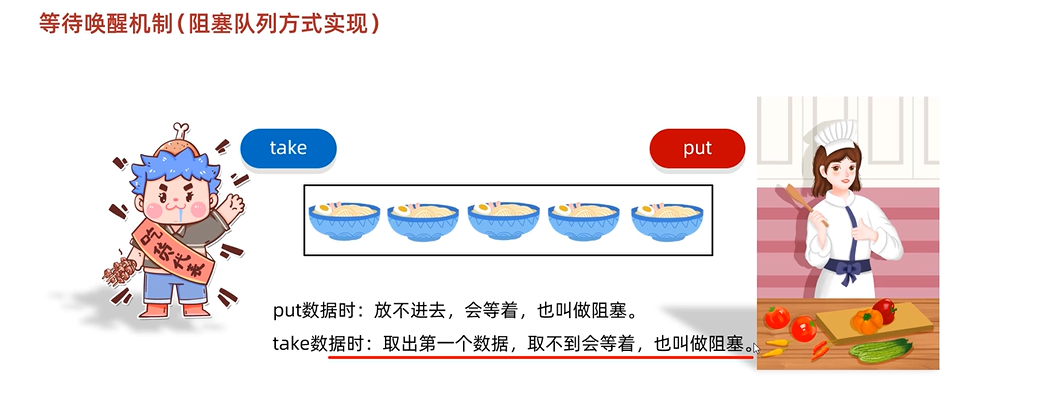 等待唤醒机制(阻塞队列方式实现)
take
put
吃货代表
put数据时：放不进去，会等着，也叫做阻塞。
take数据时：取出第一个数据，取不到会等着，也叫做阻塞。